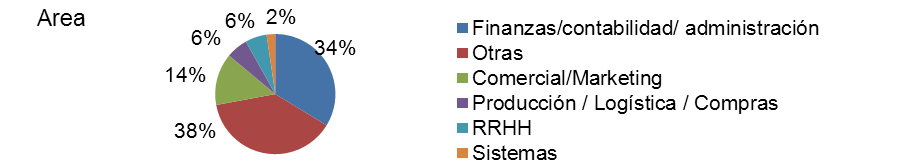 Area
6%
2%
6%
34%
14%
38%
Finanzas/contabilidad/ administración
Otras
Comercial/Marketing
Producción / Logística / Compras
RRHH
Sistemas